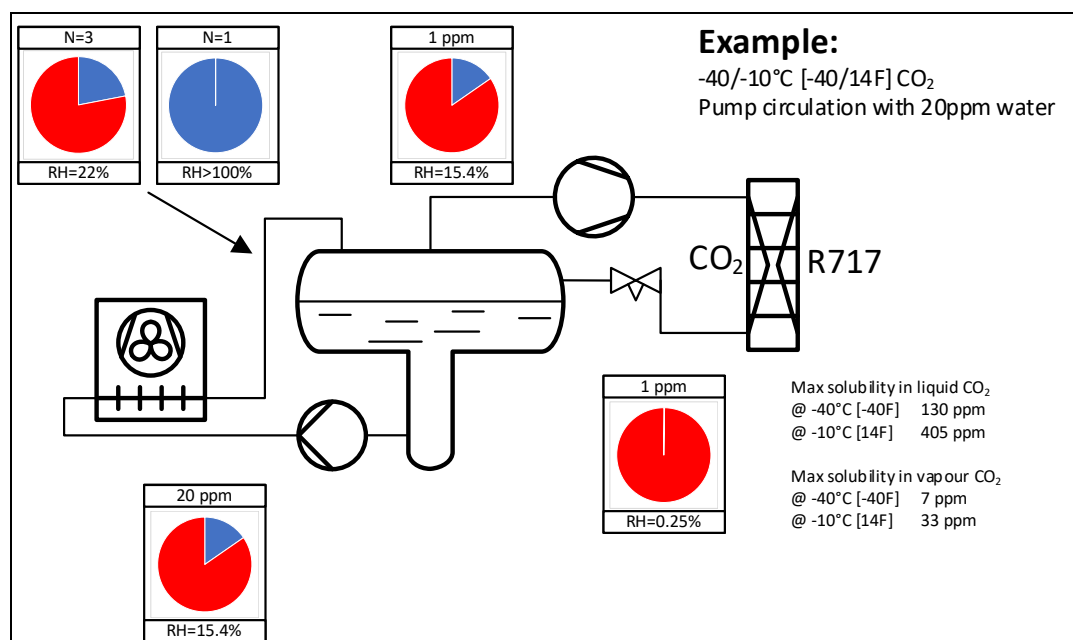 N=3
RH=22%
N=1
RH>100%
1 ppm
RH=15.4%
Example:
-40/-10°C [-40/14F] CO₂
Pump circulation with 20ppm water
CO₂
R717
1 ppm
RH=0.25%
Max solubility in liquid CO₂
@ -40°C [-40F] 130 ppm
@ -10°C [14F] 405 ppm
Max solubility in vapour CO₂
@ -40°C [-40F] 7 ppm
@ -10°C [14F] 33 ppm
20 ppm
RH=15.4%